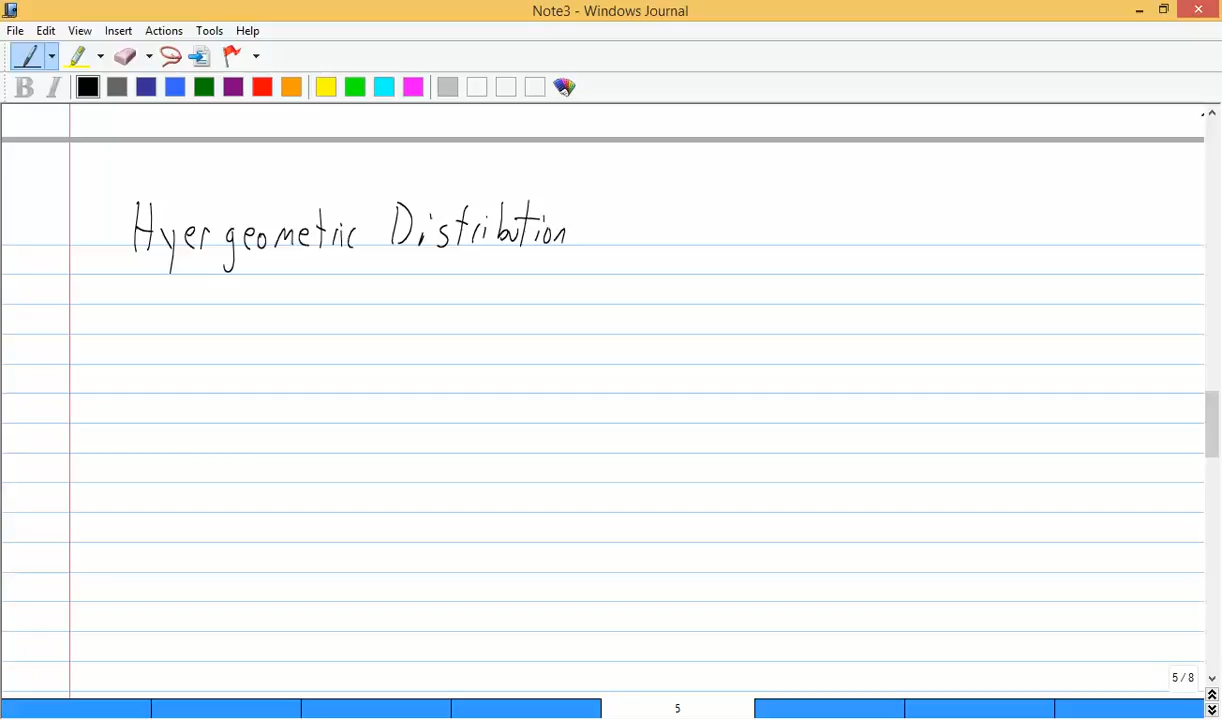 Note3 - Windows Journal
File Edit View Insert Actions Tools Help
B I
Hyergeometric Distribution
5 / 8
5